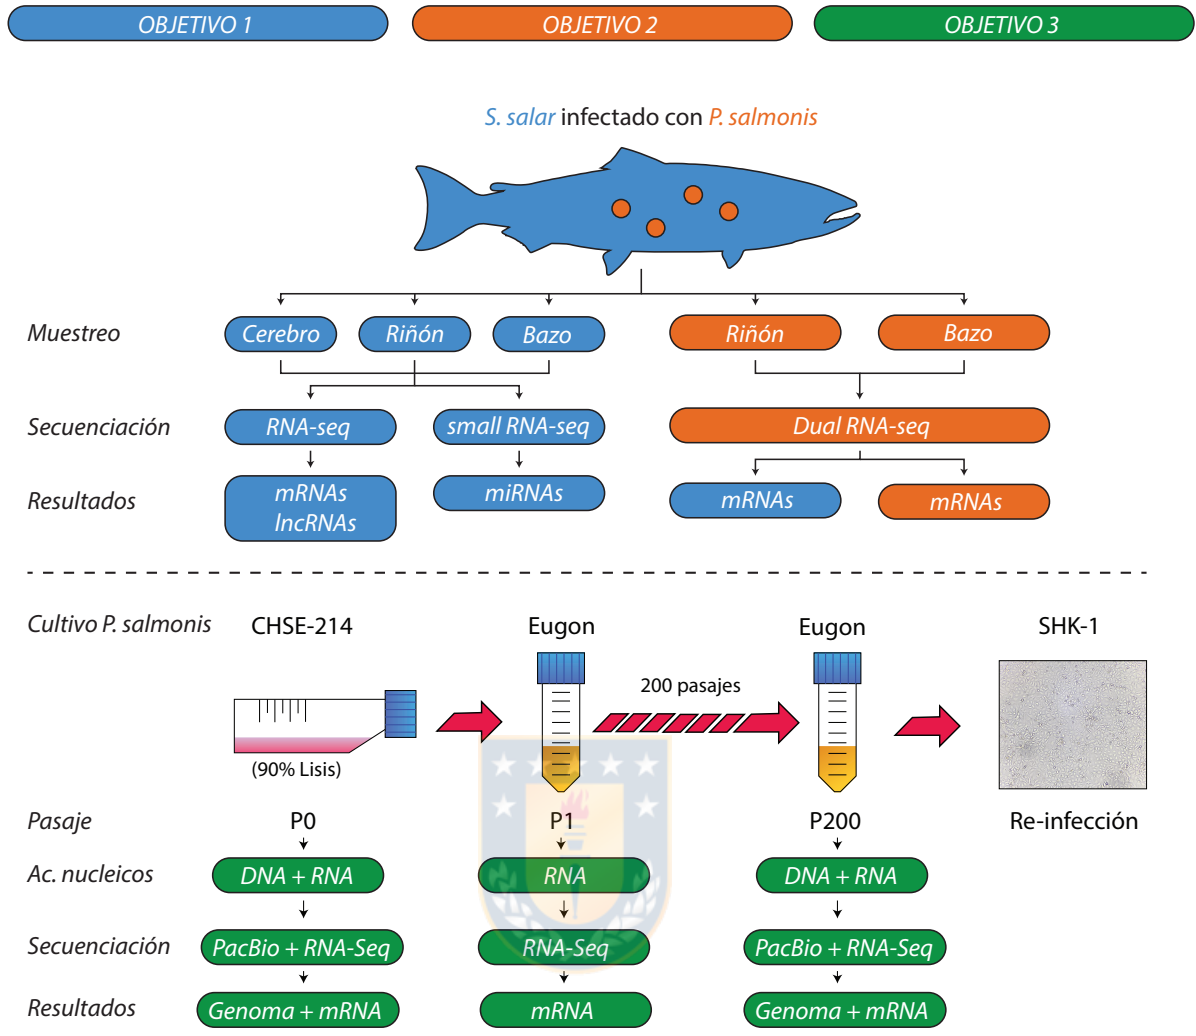 OBJETIVO 1 OBJETIVO 2 OBJETIVO 3
S. salar infectado con P. salmonis
Muestreo Cerebro Riñón Bazo Riñón Bazo
Secuenciación RNA-seq small RNA-seq Dual RNA-seq
Resultados mRNAs miRNAs mRNAs mRNAs
lncRNAs
Cultivo P. salmonis CHSE-214 Eugon Eugon SHK-1
200 pasajes
(90% Lisis)
Pasaje P0 P1 P200 Re-infección
Ac. nucleicos DNA + RNA RNA DNA + RNA
Secuenciación PacBio + RNA-Seq RNA-Seq PacBio + RNA-Seq
Resultados Genoma + mRNA mRNA Genoma + mRNA